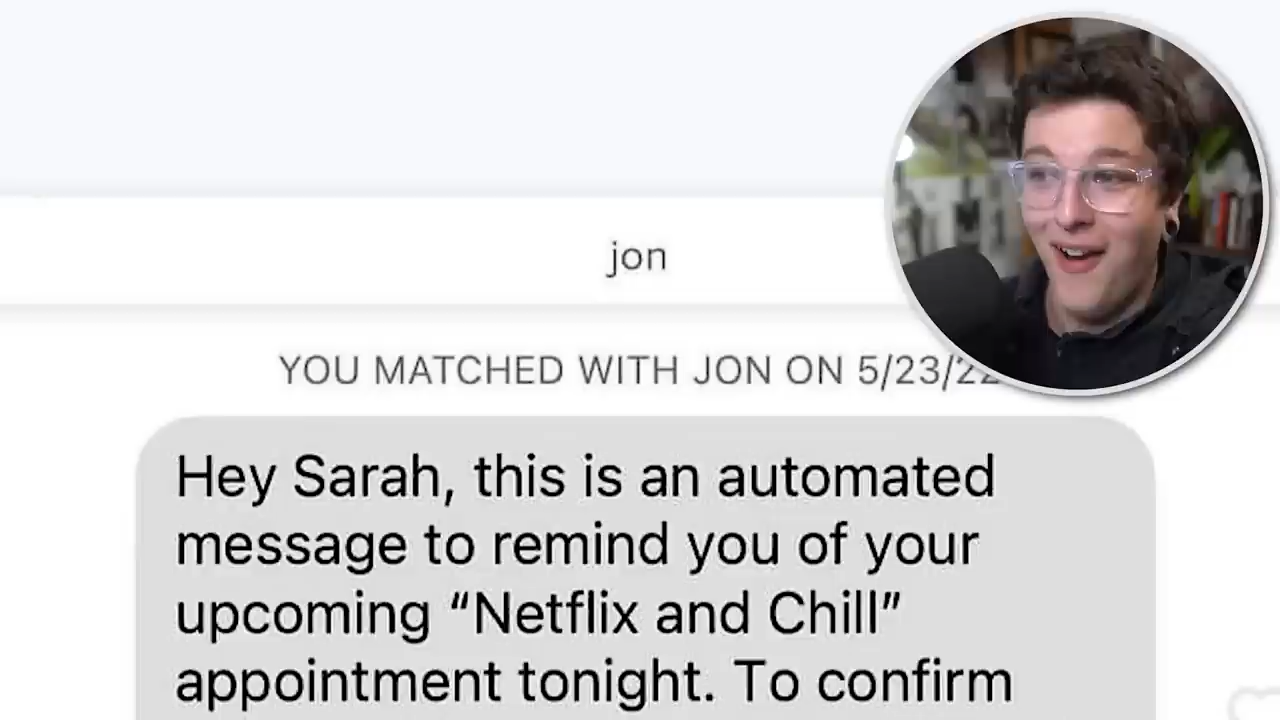 jon
YOU MATCHED WITH JON ON 5/23/22
Hey Sarah, this is an automated
message to remind you of your
upcoming “Netflix and Chill”
appointment tonight. To confirm